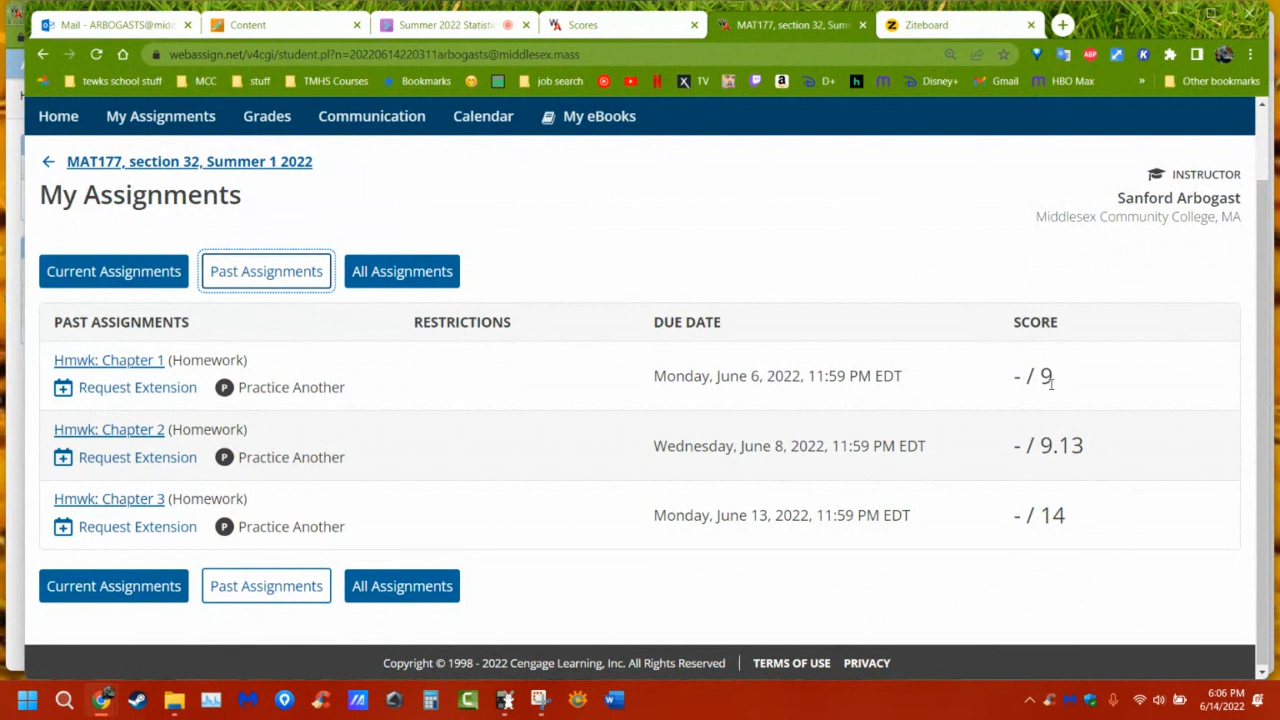 Mail - ARBOGASTS@mid
Content
Summer 2022 Statisti
Scores
MAT177, section 32, Sum
Ziteboard
webassign.net/v4cgi/student.pl?n=20220614220311arbogasts@middlesex.mass
tewks school stuff
MCC
stuff
TMHS Courses
Bookmarks
job search
TV
D+
Disney+
Gmail
HBO Max
»
Other bookmarks
Home
My Assignments
Grades
Communication
Calendar
My eBooks
MAT177, section 32, Summer 1 2022
INSTRUCTOR
My Assignments
Sanford Arbogast
Middlesex Community College, MA
Current Assignments
Past Assignments
All Assignments
PAST ASSIGNMENTS RESTRICTIONS DUE DATE SCORE
Hmwk: Chapter 1 (Homework)
Request Extension P Practice Another
Monday, June 6, 2022, 11:59 PM EDT
- / 9
Hmwk: Chapter 2 (Homework)
Request Extension P Practice Another
Wednesday, June 8, 2022, 11:59 PM EDT
- / 9.13
Hmwk: Chapter 3 (Homework)
Request Extension P Practice Another
Monday, June 13, 2022, 11:59 PM EDT
- / 14
Current Assignments
Past Assignments
All Assignments
Copyright © 1998 - 2022 Cengage Learning, Inc. All Rights Reserved | TERMS OF USE PRIVACY
6:06 PM
6/14/2022